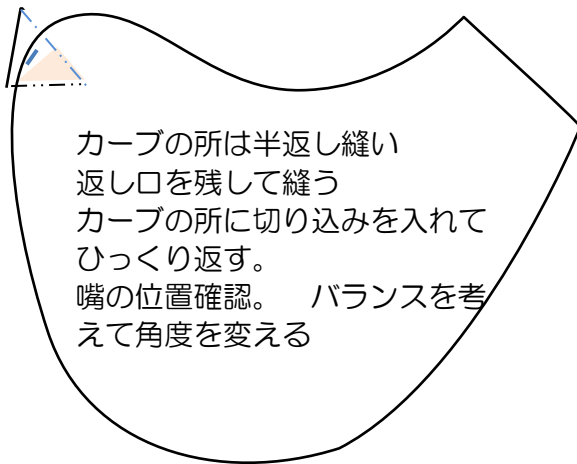 カーブの所は半返し縫い
返し口を残して縫う
カーブの所に切り込みを入れて
ひっくり返す。
嘴の位置確認。　バランスを考
えて角度を変える